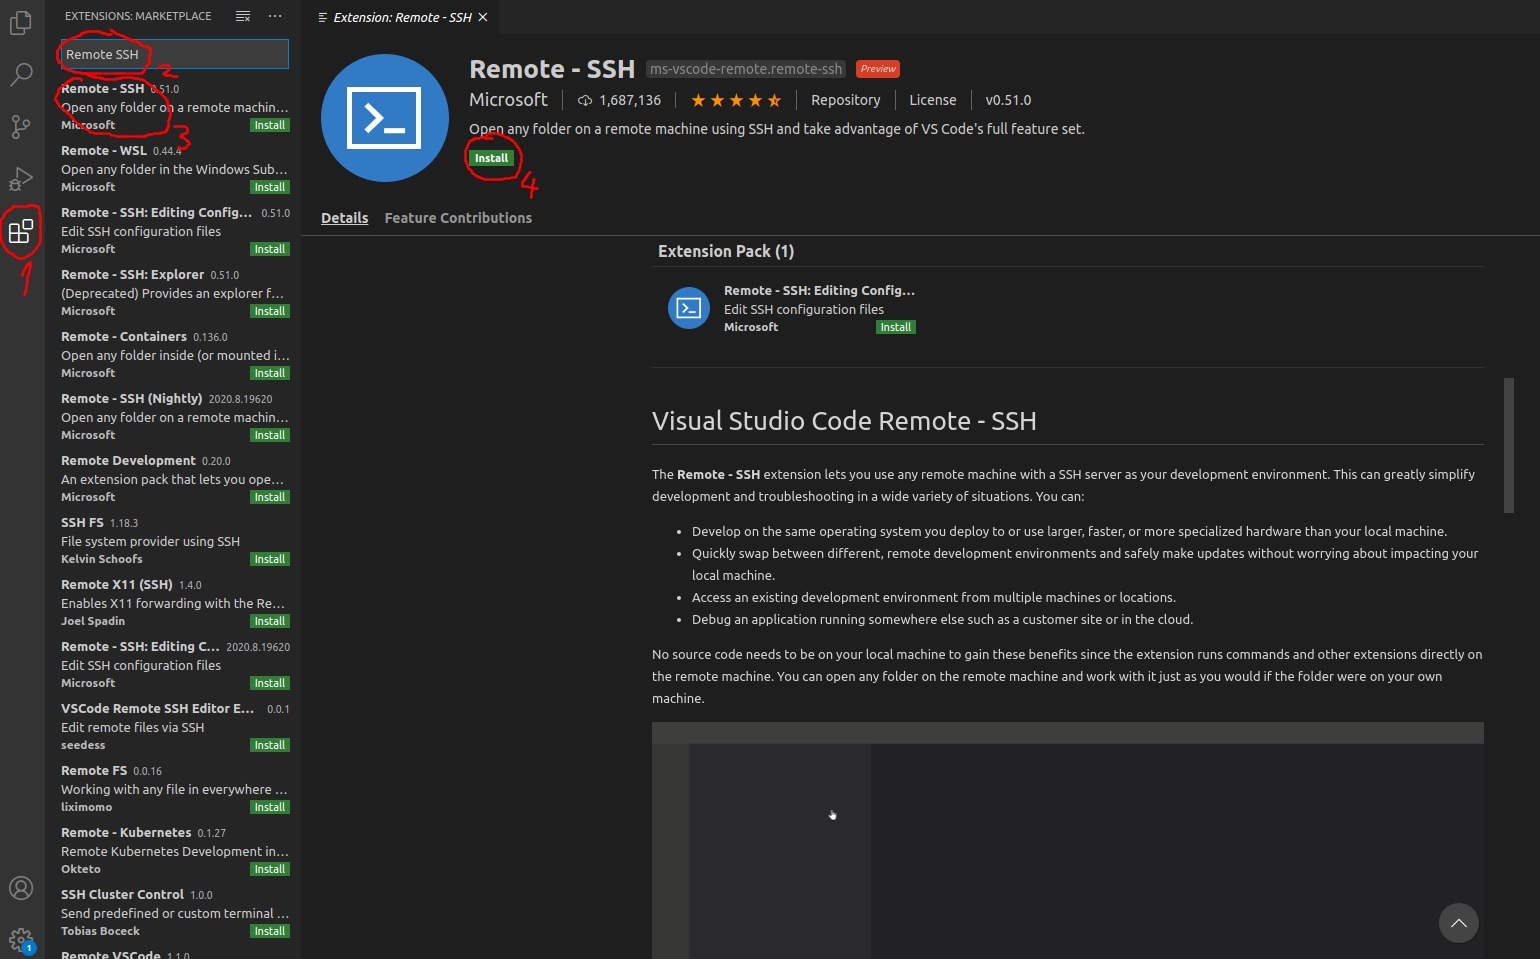 EXTENSIONS: MARKETPLACE
Remote SSH
2
Remote - SSH 0.51.0
Open any folder on a remote machin...
Microsoft Install
3
Remote - WSL 0.44.4
Open any folder in the Windows Sub...
Microsoft Install
Remote - SSH: Editing Config... 0.51.0
Edit SSH configuration files
Microsoft Install
1
Remote - SSH: Explorer 0.51.0
(Deprecated) Provides an explorer f...
Microsoft Install
Remote - Containers 0.136.0
Open any folder inside (or mounted i...
Microsoft Install
Remote - SSH (Nightly) 2020.8.19620
Open any folder on a remote machin...
Microsoft Install
Remote Development 0.20.0
An extension pack that lets you ope...
Microsoft Install
SSH FS 1.18.3
File system provider using SSH
Kelvin Schoofs Install
Remote X11 (SSH) 1.4.0
Enables X11 forwarding with the Re...
Joel Spadin Install
Remote - SSH: Editing C... 2020.8.19620
Edit SSH configuration files
Microsoft Install
VSCode Remote SSH Editor E... 0.0.1
Edit remote files via SSH
seedess Install
Remote FS 0.0.16
Working with any file in everywhere ...
liximomo Install
Remote - Kubernetes 0.1.27
Remote Kubernetes Development in...
Okteto Install
SSH Cluster Control 1.0.0
Send predefined or custom terminal ...
Tobias Boceck Install
Remote VSCode 1.1.0
1
Extension: Remote - SSH
Remote - SSH ms-vscode-remote.remote-ssh Preview
Microsoft 1,687,136 Repository License v0.51.0
Open any folder on a remote machine using SSH and take advantage of VS Code's full feature set.
Install
4
Details Feature Contributions
Extension Pack (1)
Remote - SSH: Editing Config...
Edit SSH configuration files
Microsoft Install
Visual Studio Code Remote - SSH
The Remote - SSH extension lets you use any remote machine with a SSH server as your development environment. This can greatly simplify
development and troubleshooting in a wide variety of situations. You can:
• Develop on the same operating system you deploy to or use larger, faster, or more specialized hardware than your local machine.
• Quickly swap between different, remote development environments and safely make updates without worrying about impacting your
local machine.
• Access an existing development environment from multiple machines or locations.
• Debug an application running somewhere else such as a customer site or in the cloud.
No source code needs to be on your local machine to gain these benefits since the extension runs commands and other extensions directly on
the remote machine. You can open any folder on the remote machine and work with it just as you would if the folder were on your own
machine.